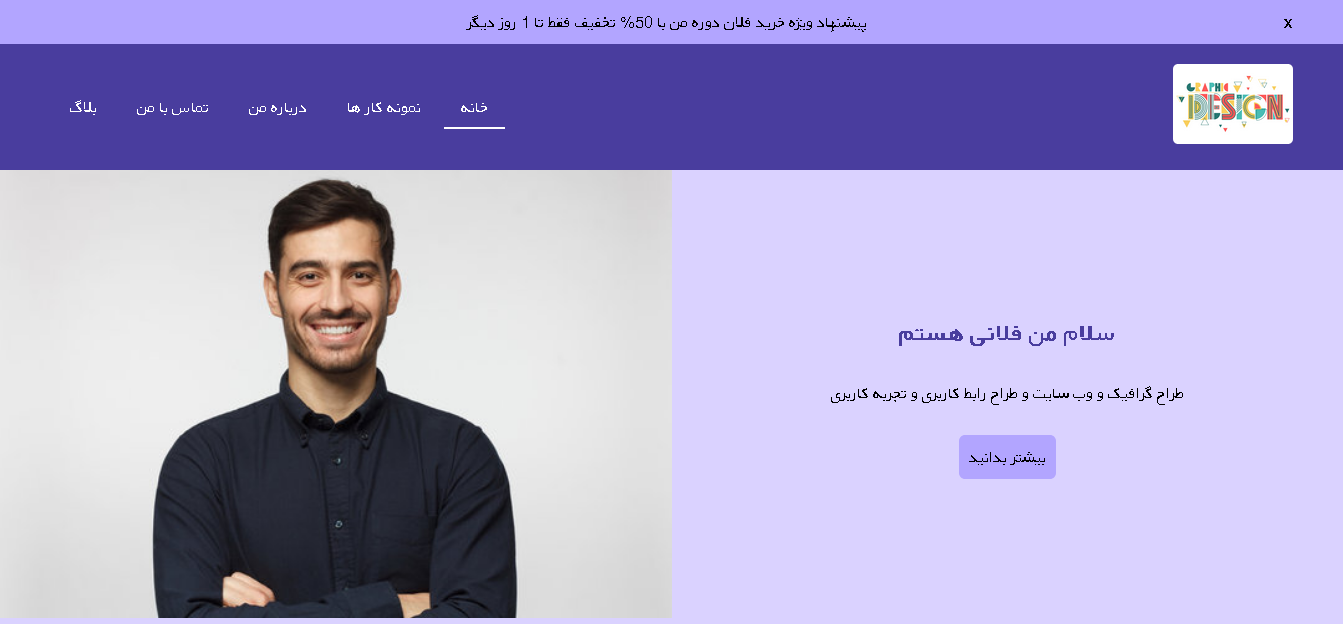 x
پیشنهاد ویژه خرید فلان دوره من با 50% تخفیف فقط تا 1 روز دیگر
GRAPHIC
DESIGN
خانه
نمونه کار ها
درباره من
تماس با من
بلاگ
سلام من فلانی هستم
طراح گرافیک و وب سایت و طراح رابط کاربری و تجربه کاربری
بیشتر بدانید